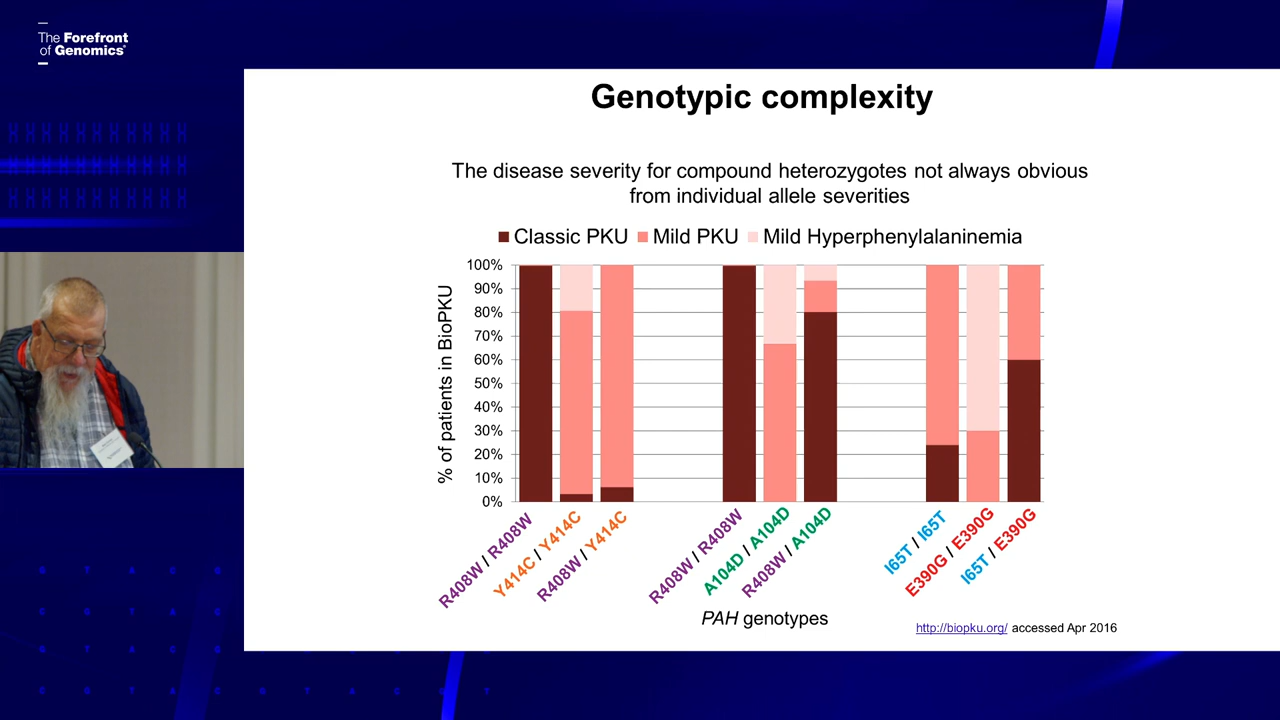 The Forefront
of Genomics®
Genotypic complexity
The disease severity for compound heterozygotes not always obvious
from individual allele severities
Classic PKU Mild PKU Mild Hyperphenylalaninemia
% of patients in BioPKU
100%
90%
80%
70%
60%
50%
40%
30%
20%
10%
0%
R408W / R408W
Y414C / Y414C
R408W / Y414C
R408W / R408W
A104D / A104D
R408W / A104D
I65T / I65T
E390G / E390G
I65T / E390G
PAH genotypes
http://biopku.org/ accessed Apr 2016